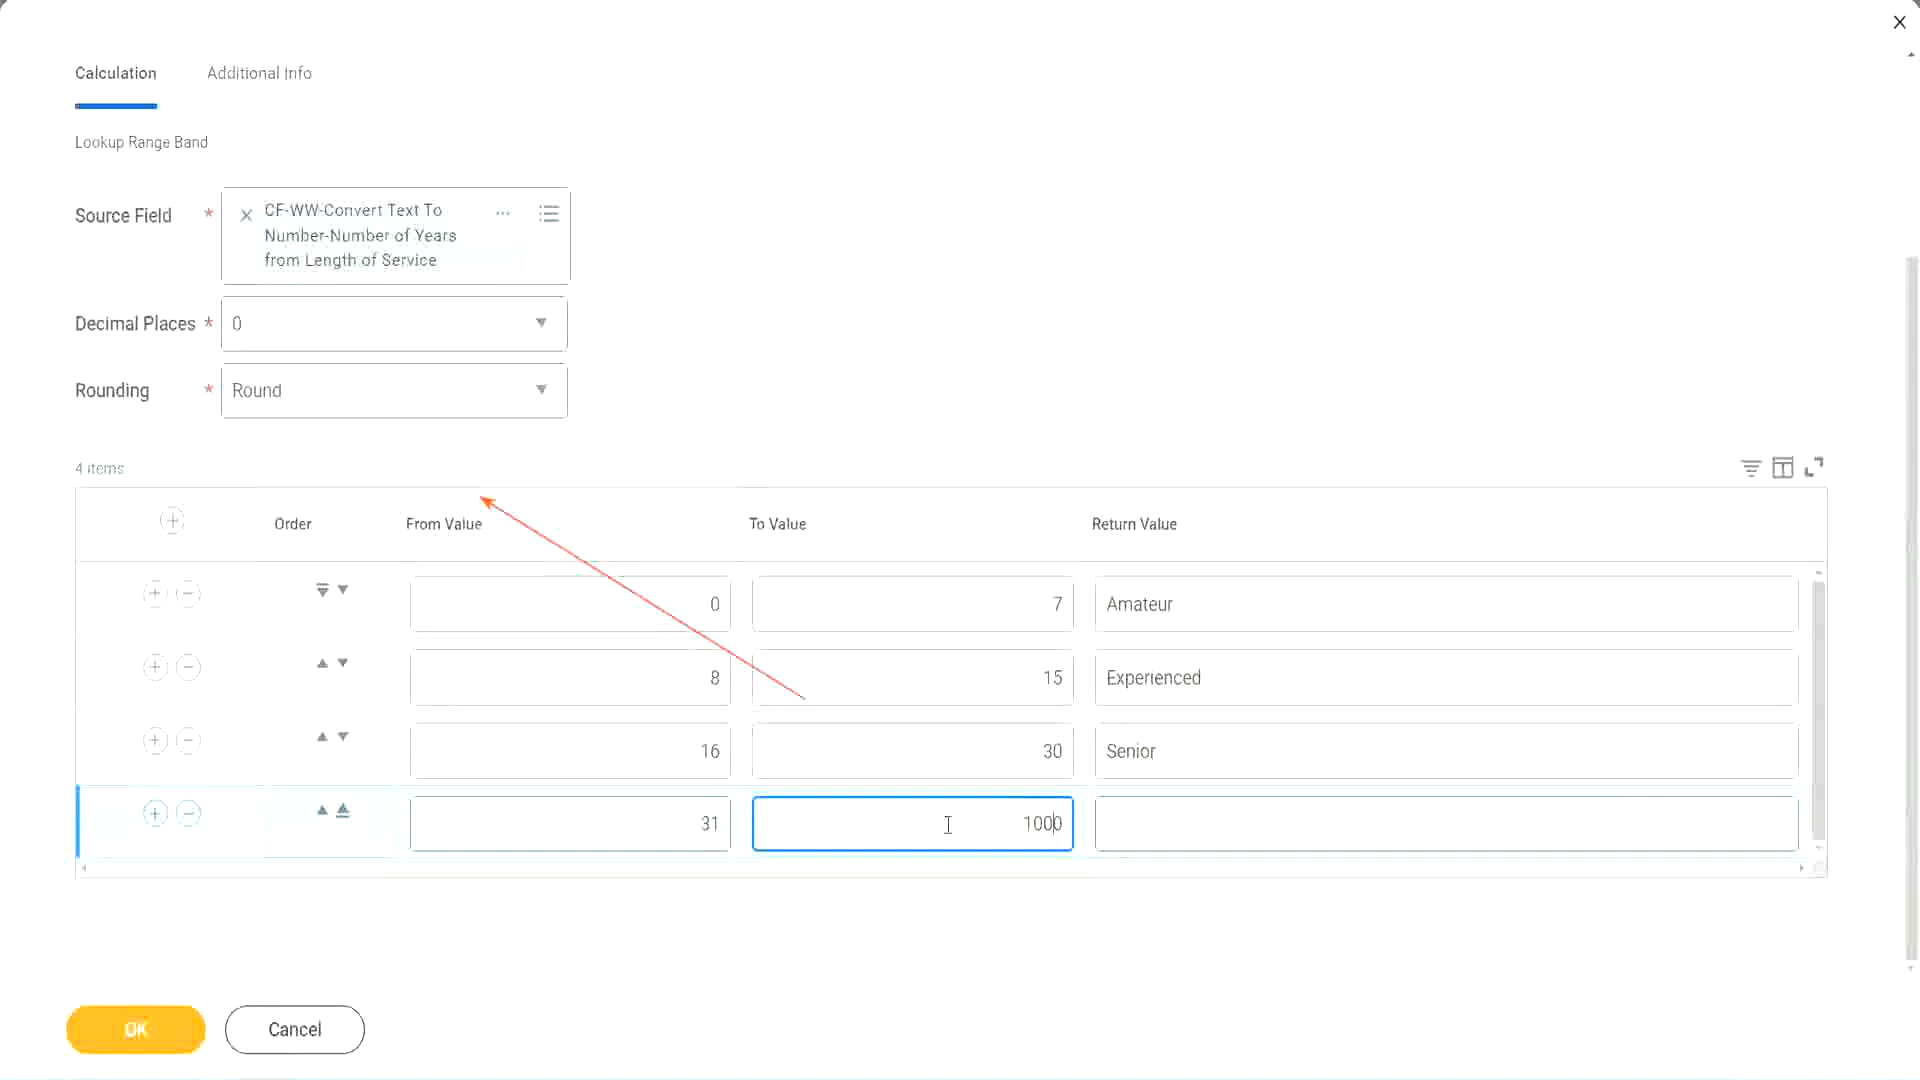 Calculation Additional Info
Lookup Range Band
Source Field * CF-WW-Convert Text To
Number-Number of Years
from Length of Service
Decimal Places * 0
Rounding * Round
4 items
Order From Value To Value Return Value
0 7 Amateur
8 15 Experienced
16 30 Senior
31 1000
OK Cancel